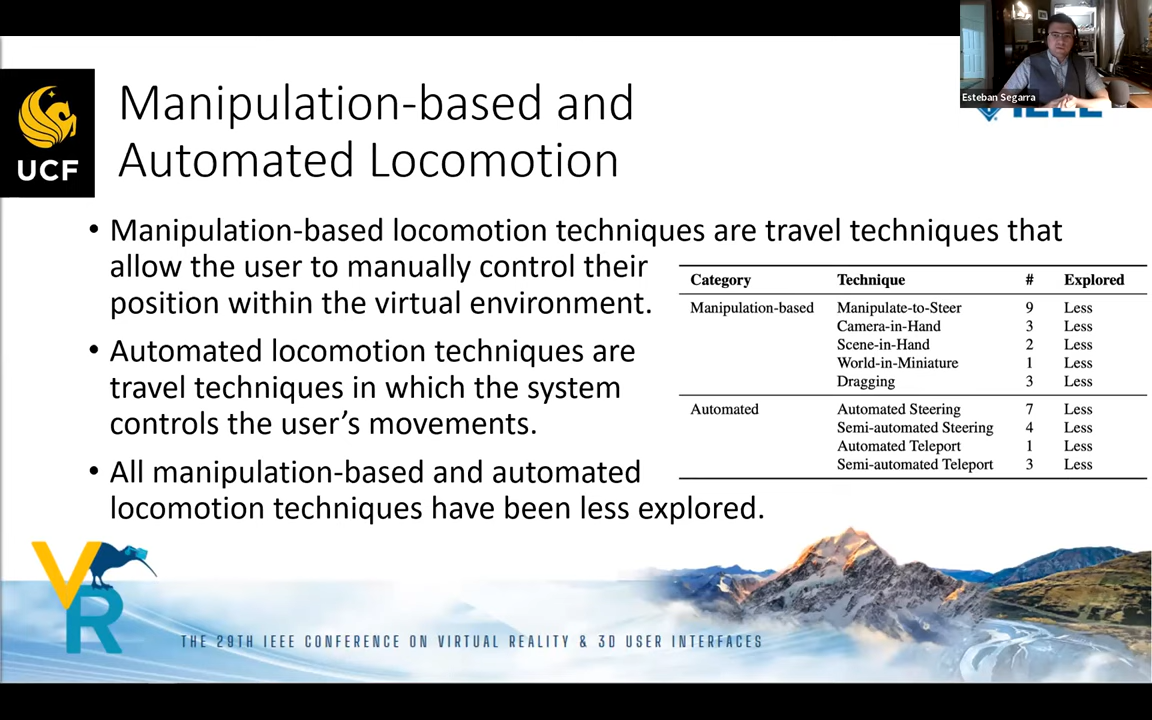 Esteban Segarra
IEEE
UCF
Manipulation-based and
Automated Locomotion
• Manipulation-based locomotion techniques are travel techniques that
allow the user to manually control their
position within the virtual environment.
• Automated locomotion techniques are
travel techniques in which the system
controls the user’s movements.
• All manipulation-based and automated
locomotion techniques have been less explored.
Category Technique # Explored
Manipulation-based Manipulate-to-Steer 9 Less
Camera-in-Hand 3 Less
Scene-in-Hand 2 Less
World-in-Miniature 1 Less
Dragging 3 Less
Automated Automated Steering 7 Less
Semi-automated Steering 4 Less
Automated Teleport 1 Less
Semi-automated Teleport 3 Less
VR
THE 29TH IEEE CONFERENCE ON VIRTUAL REALITY & 3D USER INTERFACES